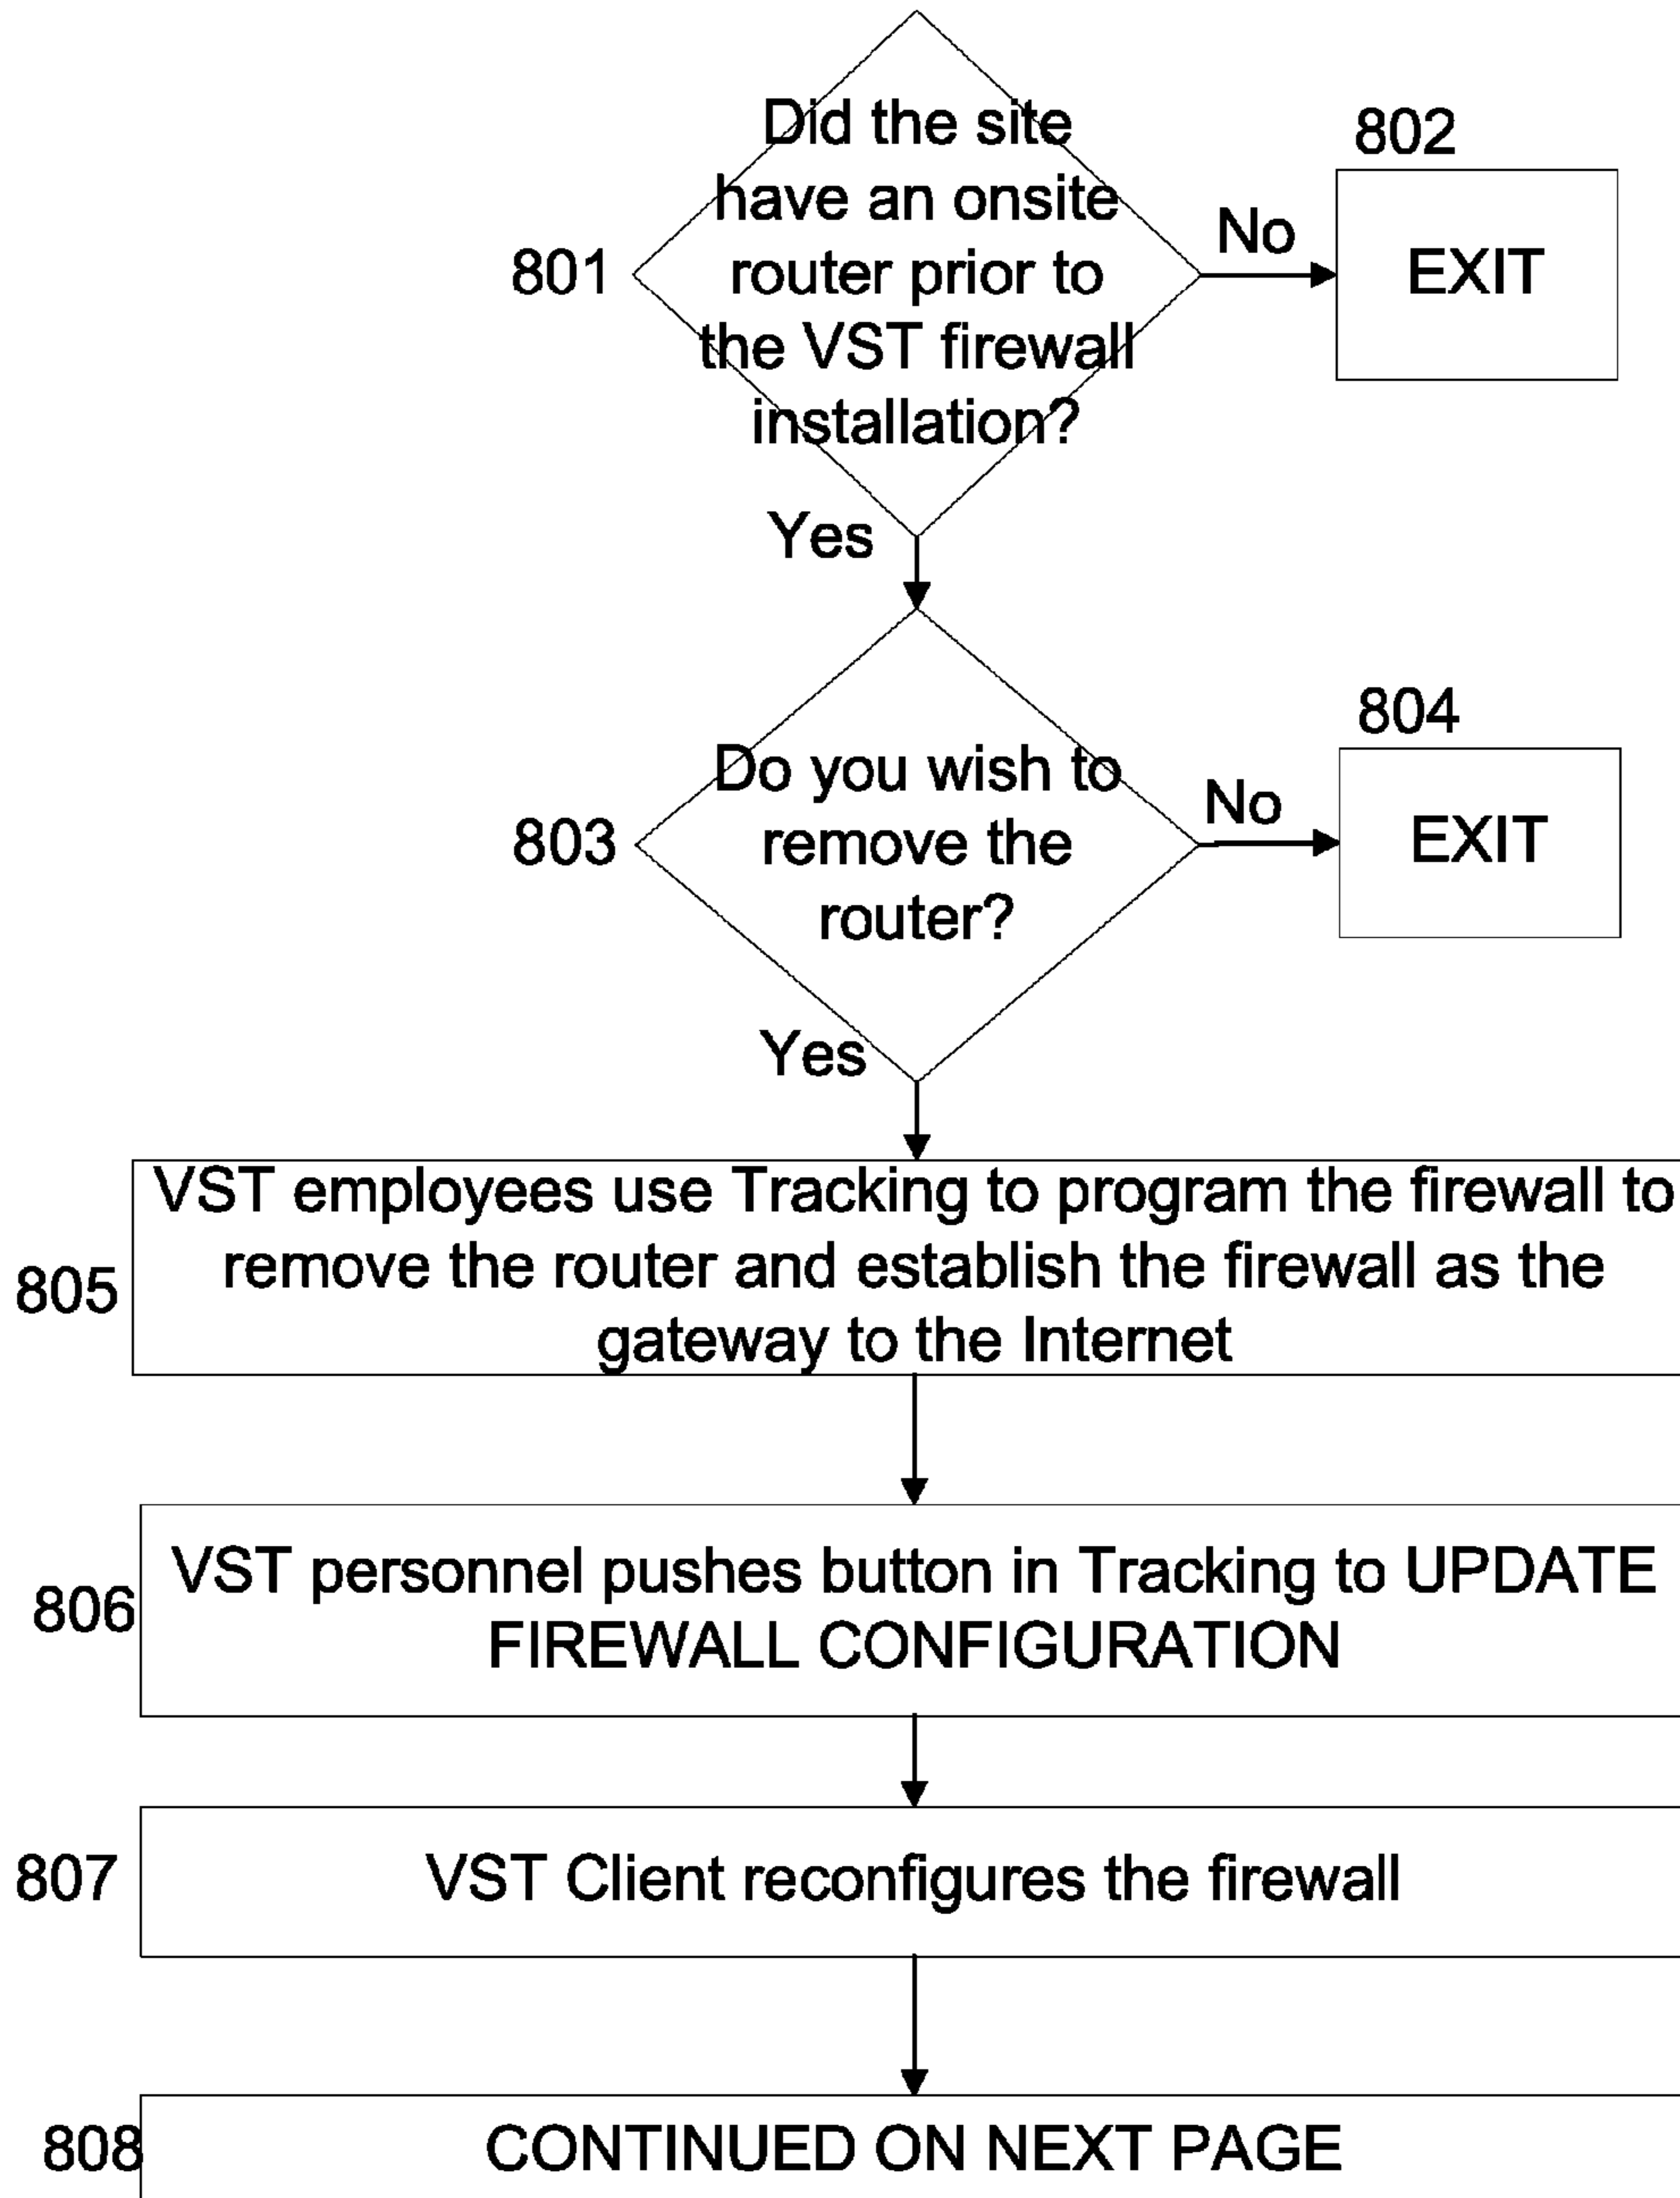 Did the site
have an onsite
router prior to
the VST firewall
installation?
801
No
802
EXIT
Yes
Do you wish to
remove the
router?
803
No
804
EXIT
Yes
VST employees use Tracking to program the firewall to
remove the router and establish the firewall as the
gateway to the Internet
805
VST personnel pushes button in Tracking to UPDATE
FIREWALL CONFIGURATION
806
VST Client reconfigures the firewall
807
CONTINUED ON NEXT PAGE
808